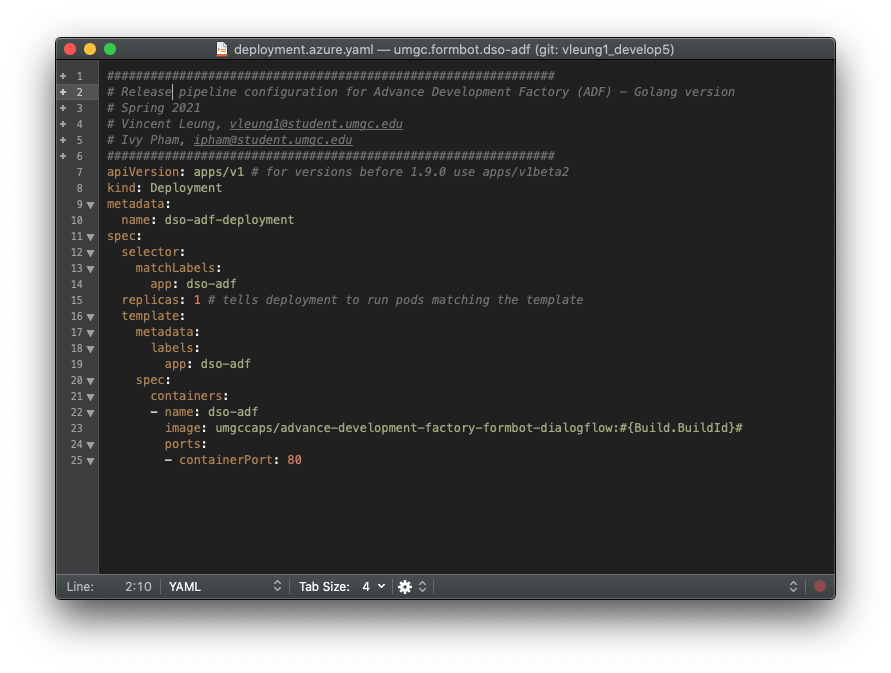 deployment.azure.yaml — umgc.formbot.dso-adf (git: vleung1_develop5)
1 ##############################################################
2 # Release pipeline configuration for Advance Development Factory (ADF) - Golang version
3 # Spring 2021
4 # Vincent Leung, vleung1@student.umgc.edu
5 # Ivy Pham, ipham@student.umgc.edu
6 ##############################################################
7 apiVersion: apps/v1 # for versions before 1.9.0 use apps/v1beta2
8 kind: Deployment
9 metadata:
10   name: dso-adf-deployment
11 spec:
12   selector:
13     matchLabels:
14       app: dso-adf
15   replicas: 1 # tells deployment to run pods matching the template
16   template:
17     metadata:
18       labels:
19         app: dso-adf
20     spec:
21       containers:
22       - name: dso-adf
23         image: umgccaps/advance-development-factory-formbot-dialogflow:#{Build.BuildId}#
24         ports:
25         - containerPort: 80
Line: 2:10 YAML Tab Size: 4